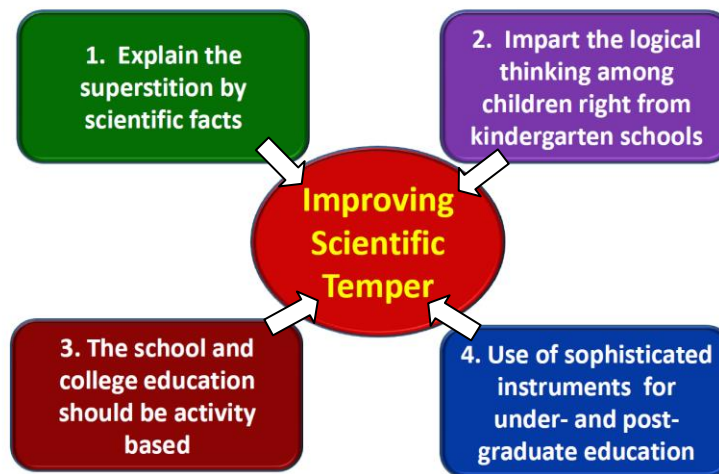 1. Explain the
superstition by
scientific facts
2. Impart the logical
thinking among
children right from
kindergarten schools
Improving
Scientific
Temper
3. The school and
college education
should be activity
based
4. Use of sophisticated
instruments for
under- and post-
graduate education